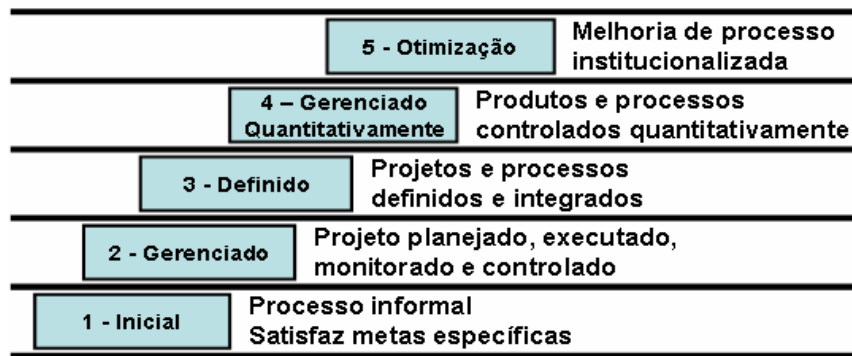 5 - Otimização
Melhoria de processo
institucionalizada
4 – Gerenciado
Quantitativamente
Produtos e processos
controlados quantitativamente
3 - Definido
Projetos e processos
definidos e integrados
2 - Gerenciado
Projeto planejado, executado,
monitorado e controlado
1 - Inicial
Processo informal
Satisfaz metas específicas